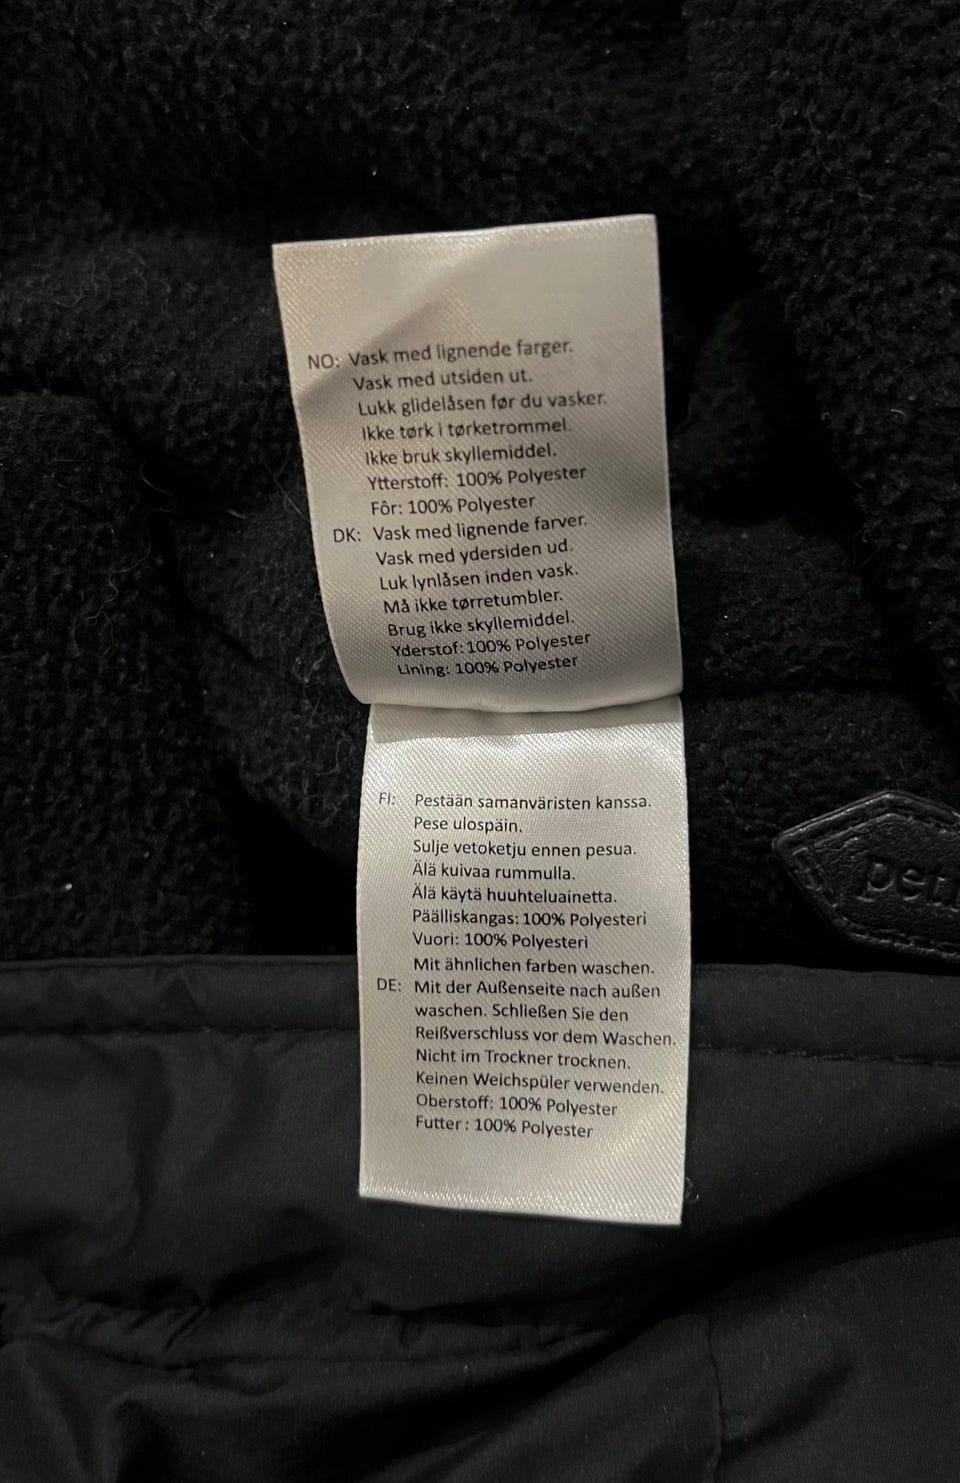 NO: Vask med lignende farger.
Vask med utsiden ut.
Lukk glidelåsen før du vasker.
Ikke tørk i tørketrommel.
Ikke bruk skyllemiddel.
Ytterstoff: 100% Polyester
Fôr: 100% Polyester
DK: Vask med lignende farver.
Vask med ydersiden ud.
Luk lynlåsen inden vask.
Må ikke tørretumbler.
Brug ikke skyllemiddel.
Yderstof: 100% Polyester
Lining: 100% Polyester
FI: Pestään samanväristen kanssa.
Pese ulospäin.
Sulje vetoketju ennen pesua.
Älä kuivaa rummulla.
Älä käytä huuhteluainetta.
Päälliskangas: 100% Polyesteri
Vuori: 100% Polyesteri
Mit ähnlichen farben waschen.
DE: Mit der Außenseite nach außen
waschen. Schließen Sie den
Reißverschluss vor dem Waschen.
Nicht im Trockner trocknen.
Keinen Weichspüler verwenden.
Oberstoff: 100% Polyester
Futter : 100% Polyester